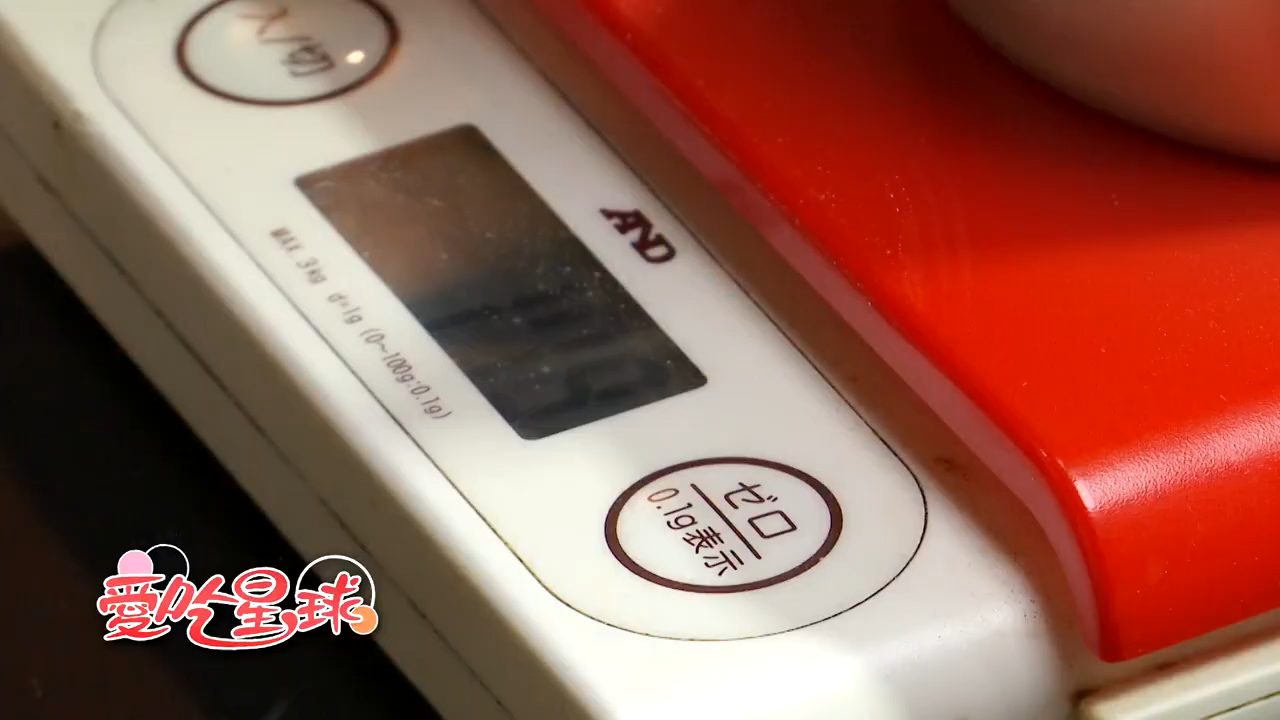 入/切
AND
MAX 3kg d=1g (0~100g:0.1g)
ゼロ
0.1g表示
愛吃星球